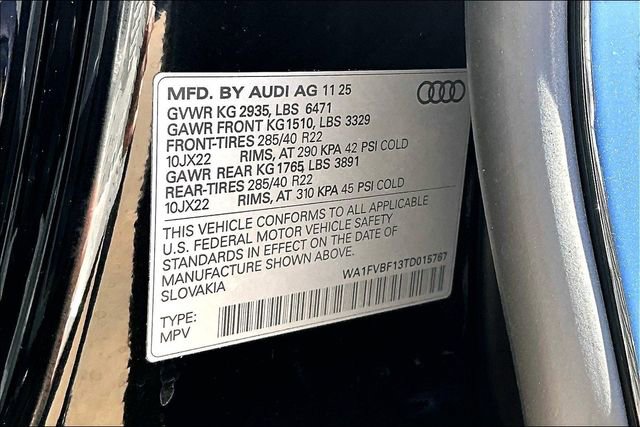 MFD. BY AUDI AG 11 25
GVWR KG 2935, LBS 6471
GAWR FRONT KG1510, LBS 3329
FRONT-TIRES 285/40 R22
10JX22 RIMS, AT 290 KPA 42 PSI COLD
GAWR REAR KG1765, LBS 3891
REAR-TIRES 285/40 R22
10JX22 RIMS, AT 310 KPA 45 PSI COLD
THIS VEHICLE CONFORMS TO ALL APPLICABLE
U.S. FEDERAL MOTOR VEHICLE SAFETY
STANDARDS IN EFFECT ON THE DATE OF
MANUFACTURE SHOWN ABOVE.
SLOVAKIA WA1FVBF13TD015767
TYPE:
MPV